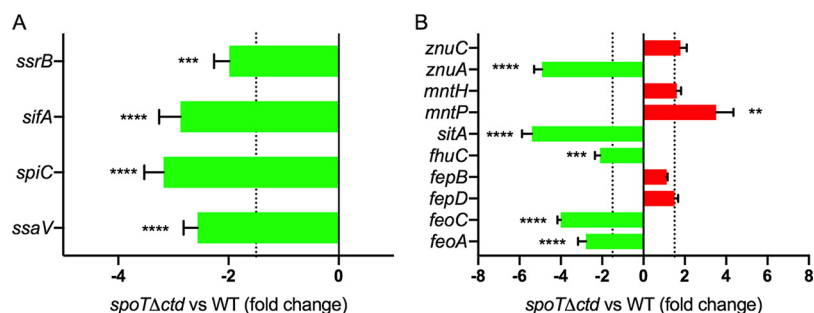 A
ssrB
***
sifA
****
spiC
****
ssaV
****
-4
-2
0
spoTΔctd vs WT (fold change)
B
znuC
znuA
****
mntH
mntP
**
sitA
****
fhuC
***
fepB
fepD
feoC
****
feoA
****
-8
-6
-4
-2
0
2
4
6
8
spoTΔctd vs WT (fold change)